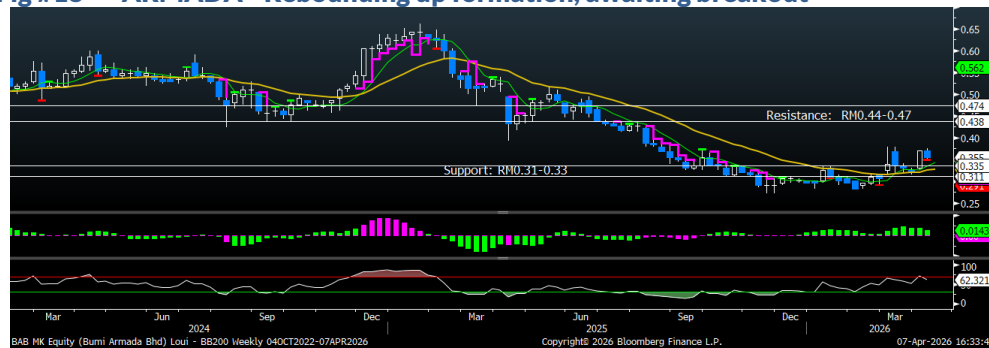 0.65
0.60
0.562
0.50
0.474
Resistance: RM0.44-0.47
0.438
0.40
0.335
Support: RM0.31-0.33
0.311
0.25
0.0143
100
62.321
0
Mar Jun Sep Dec Mar Jun Sep Dec Mar
2024 2025 2026
BAB MK Equity (Bumi Armada Bhd) Loui - BB200 Weekly 04OCT2022-07APR2026 Copyright© 2026 Bloomberg Finance L.P. 07-Apr-2026 16:33:4